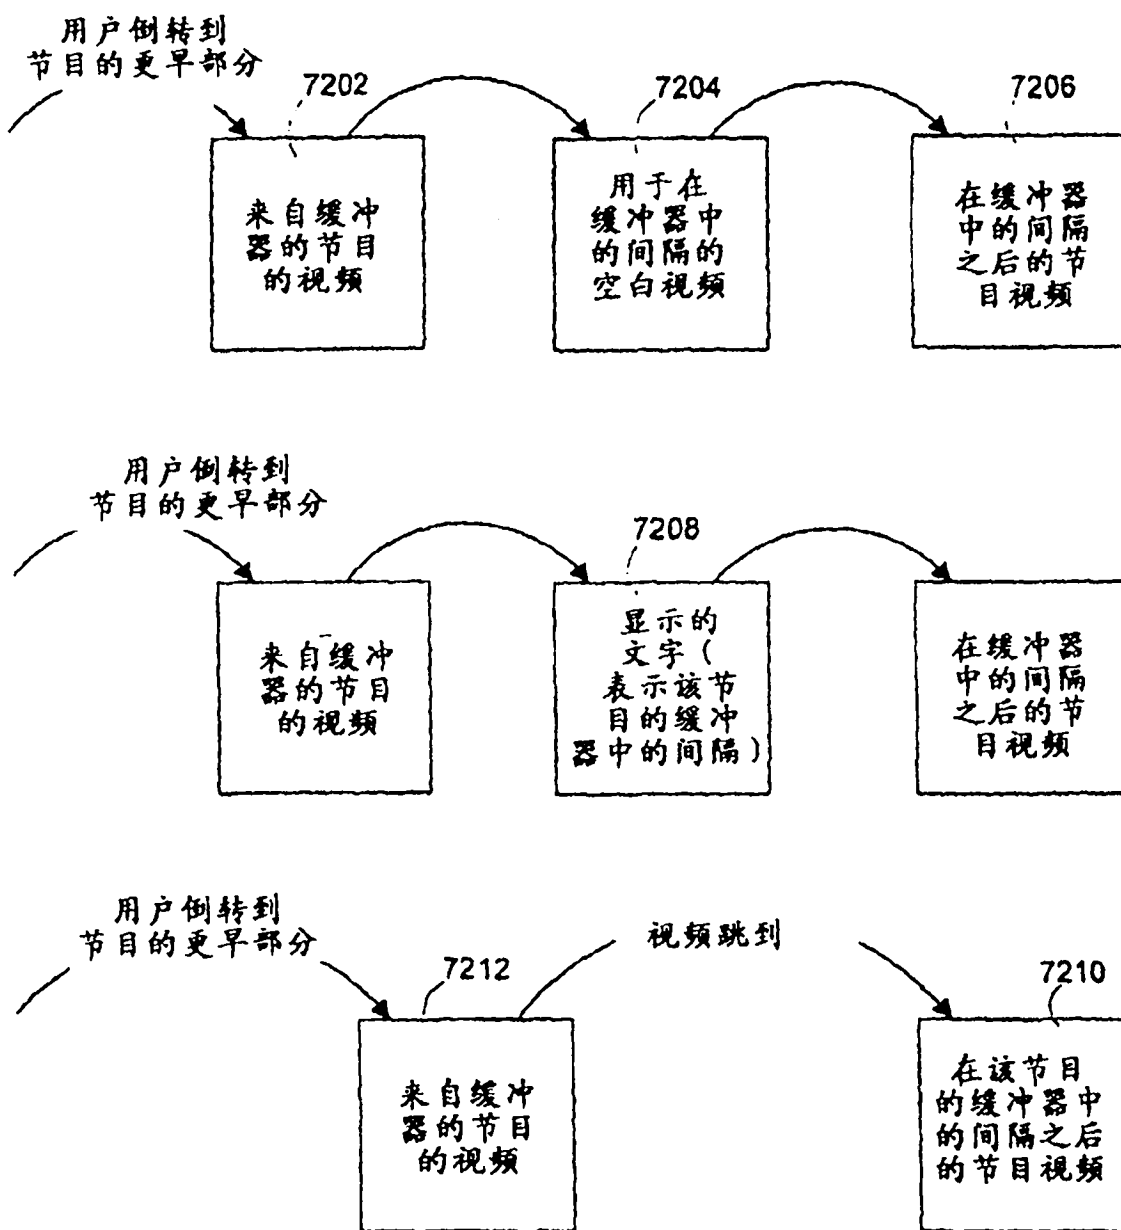 用户倒转到
节目的更早部分
7202
7204
7206
来自缓冲
器的节目
的视频
用于在
缓冲器中
的间隔的
空白视频
在缓冲器
中的间隔
之后的节
目视频
用户倒转到
节目的更早部分
7208
来自缓冲
器的节目
的视频
显示的
文字（
表示该节
目的缓冲
器中的间隔）
在缓冲器
中的间隔
之后的节
目视频
用户倒转到
节目的更早部分
视频跳到
7212
7210
来自缓冲
器的节目
的视频
在该节目
的缓冲器中
的间隔之后
的节目视频